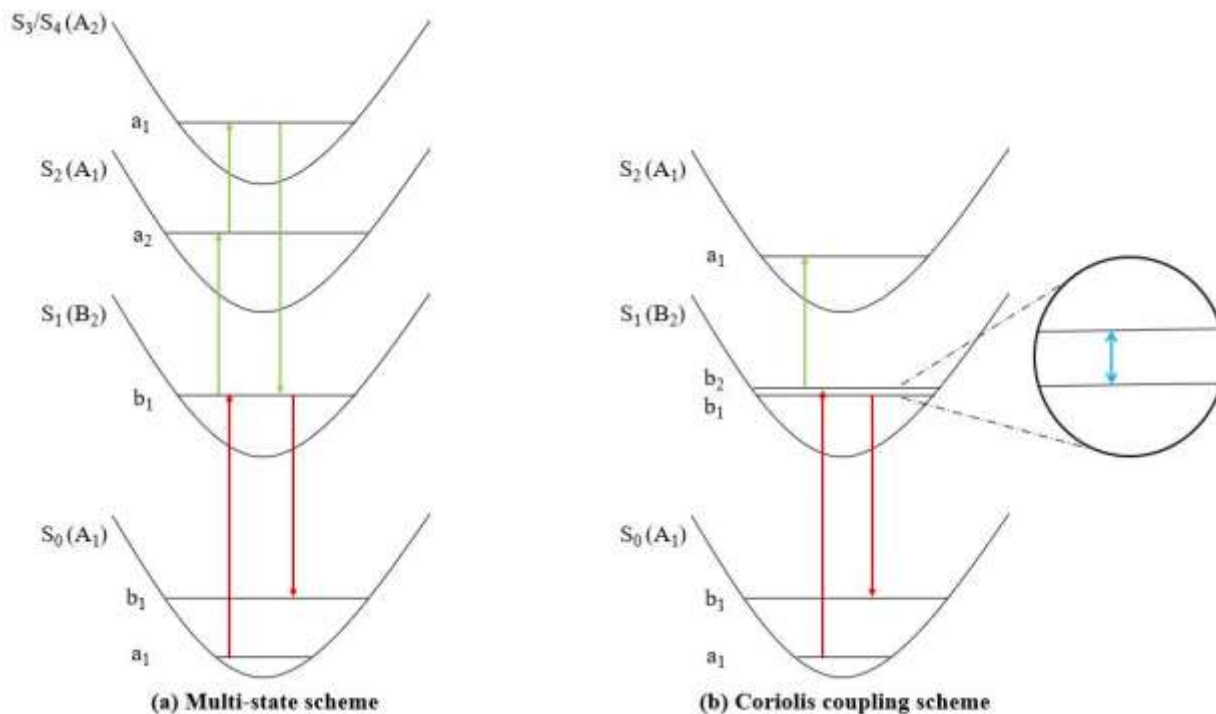 S₃/S₄(A₂)
a₁
S₂(A₁)
a₂
S₁(B₂)
b₁
S₀(A₁)
b₁
a₁
(a) Multi-state scheme
S₂(A₁)
a₁
S₁(B₂)
b₂
b₁
S₀(A₁)
b₁
a₁
(b) Coriolis coupling scheme